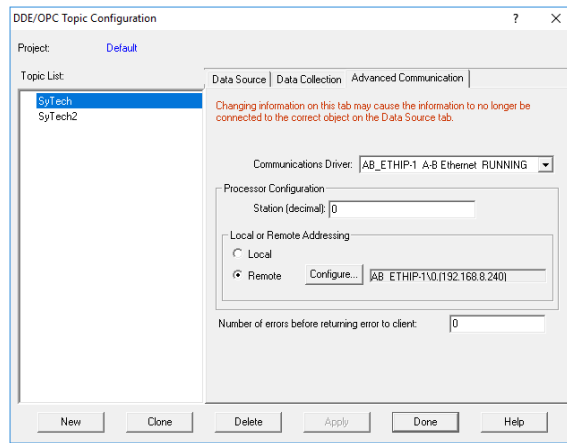 DDE/OPC Topic Configuration ? X
Project: Default
Topic List:
SyTech
SyTech2
Data Source Data Collection Advanced Communication
Changing information on this tab may cause the information to no longer be
connected to the correct object on the Data Source tab.
Communications Driver: AB_ETHIP-1 A-B Ethernet RUNNING
Processor Configuration
Station (decimal): 0
Local or Remote Addressing
Local
Remote Configure... AB_ETHIP-1\0,(192.168.8.240)
Number of errors before returning error to client: 0
New Clone Delete Apply Done Help